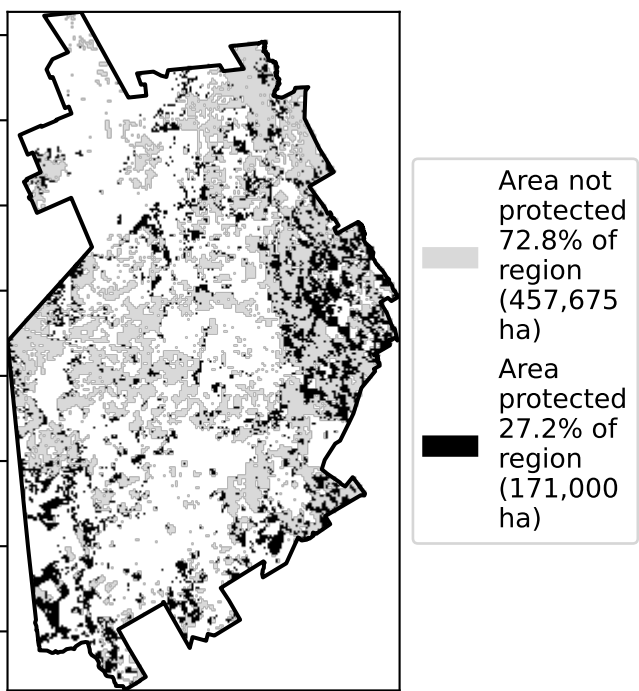 Area not
protected
72.8% of
region
(457,675
ha)
Area
protected
27.2% of
region
(171,000
ha)